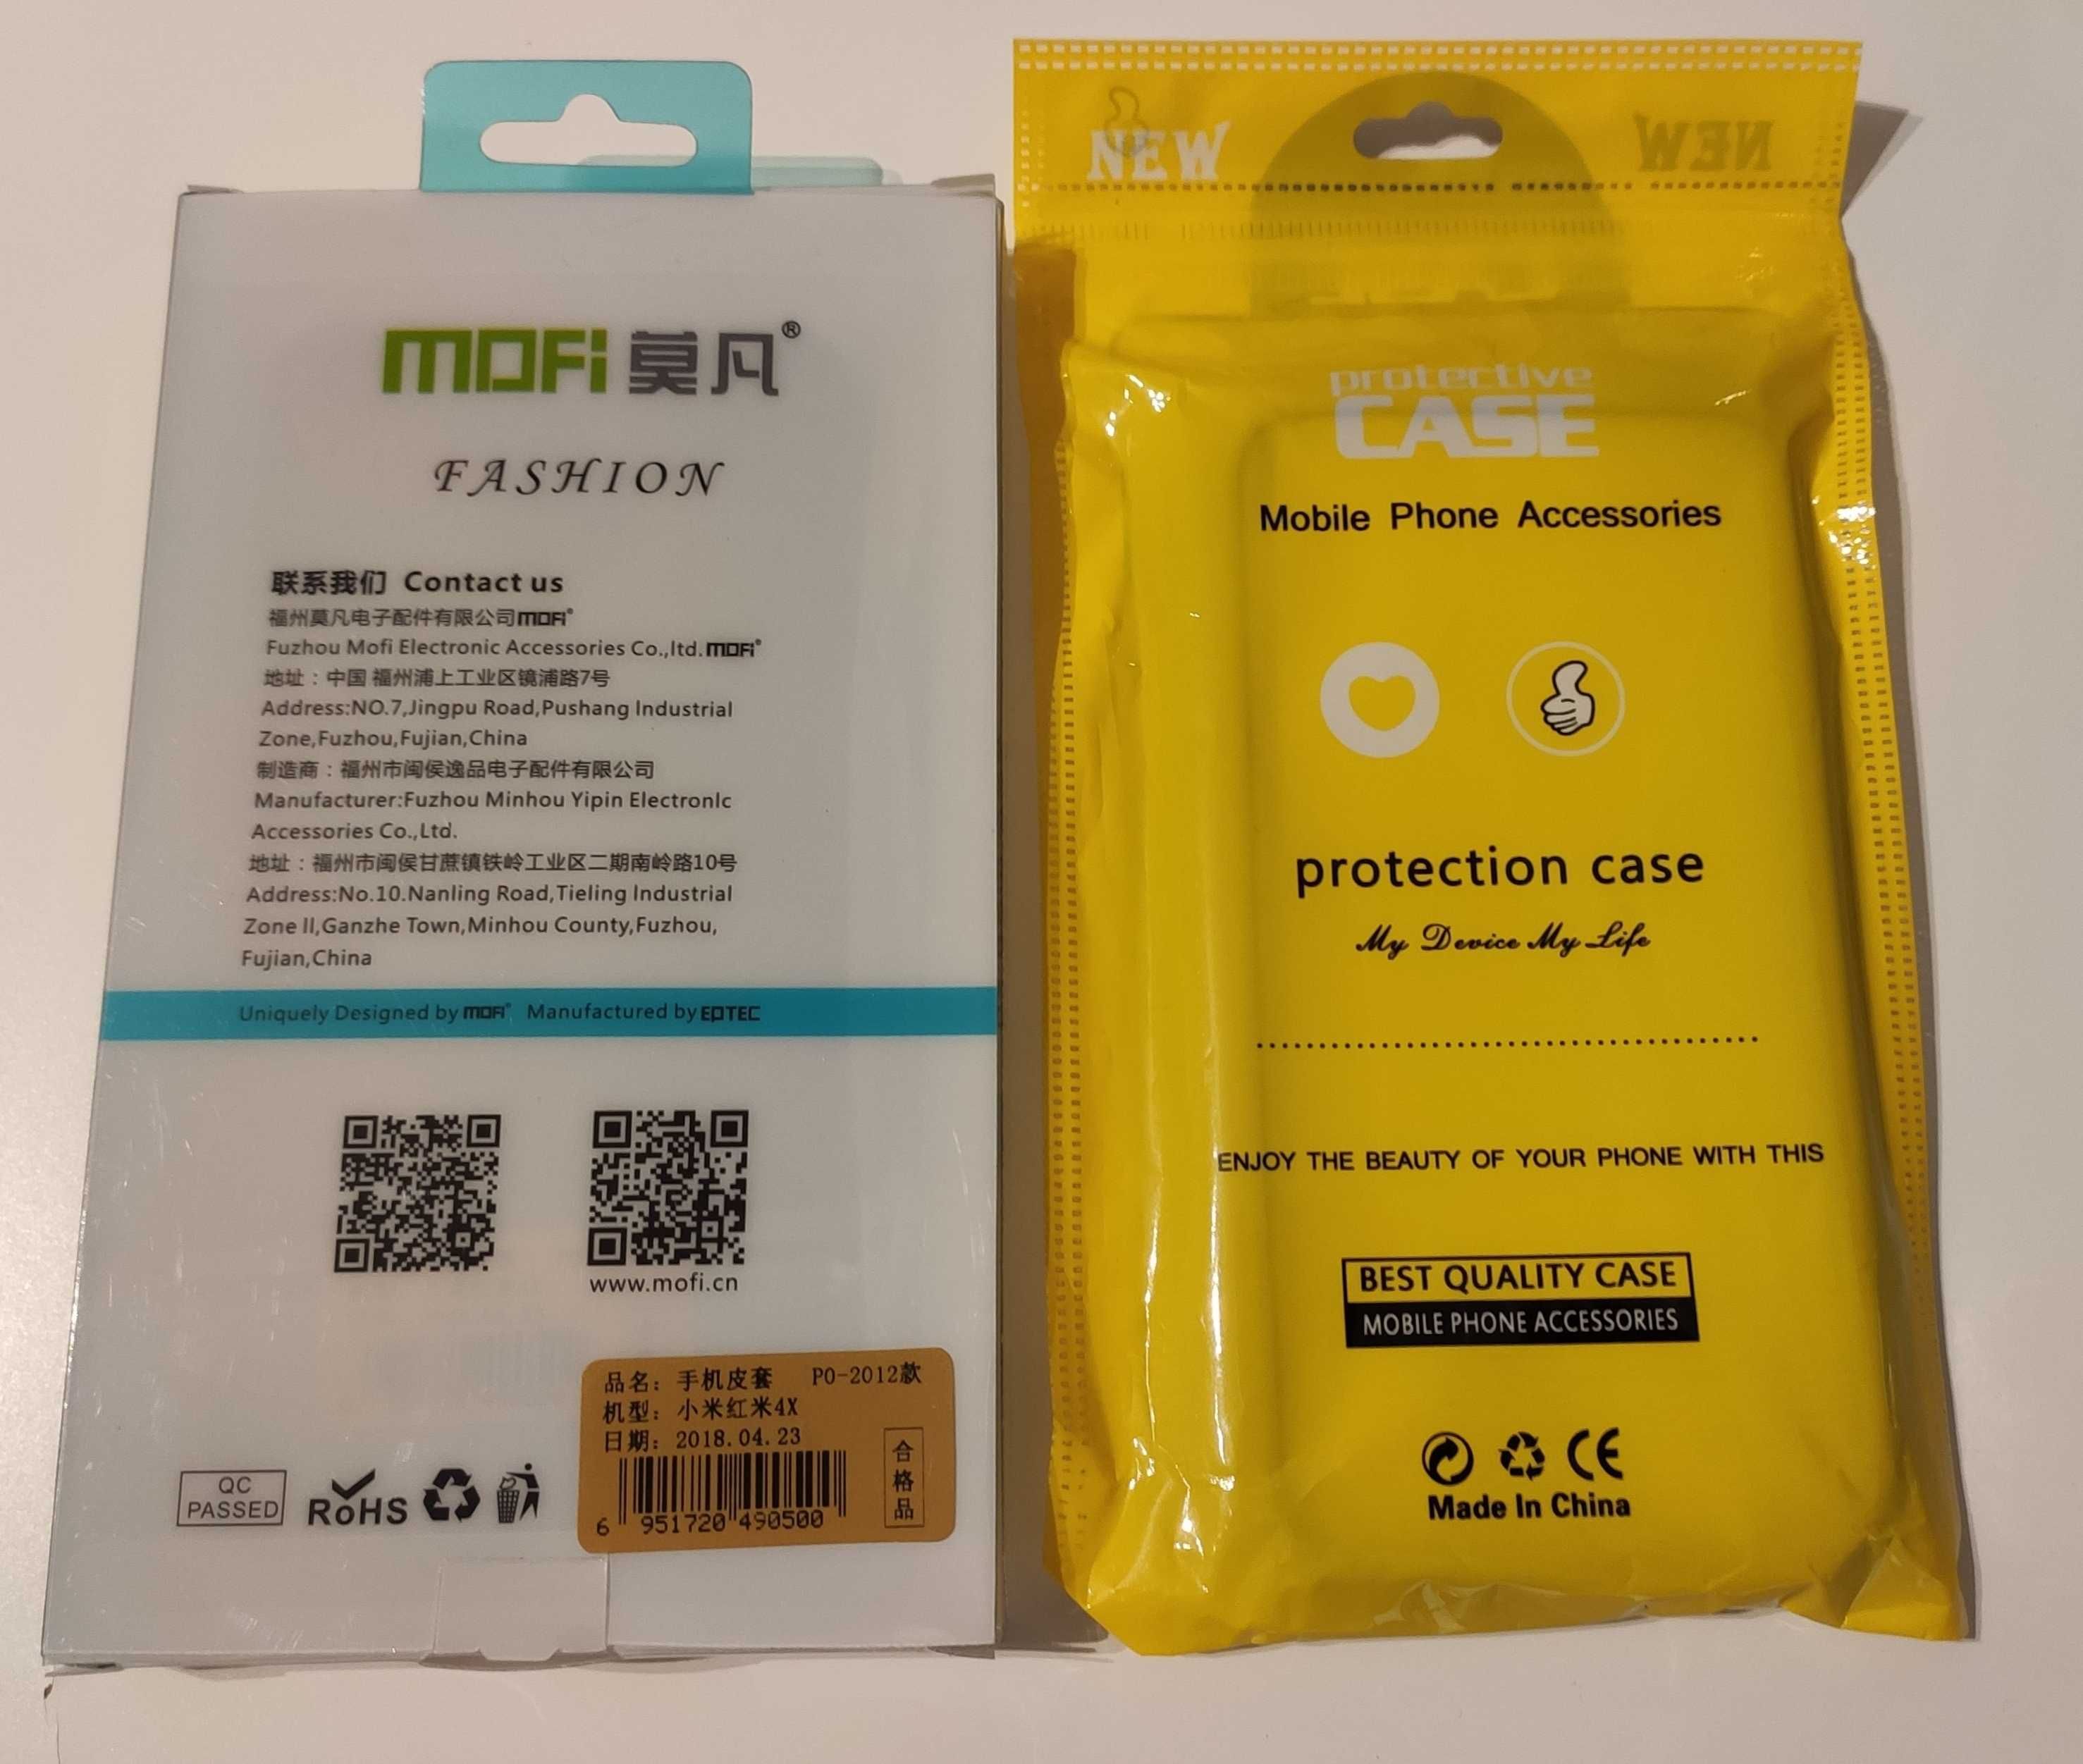 MOFi 莫凡®
FASHION
联系我们 Contact us
福州莫凡电子配件有限公司MOFi®
Fuzhou Mofi Electronic Accessories Co.,ltd. MOFi®
地址：中国 福州浦上工业区镜浦路7号
Address:NO.7,Jingpu Road,Pushang Industrial
Zone,Fuzhou,Fujian,China
制造商：福州市闽侯逸品电子配件有限公司
Manufacturer:Fuzhou Minhou Yipin Electronlc
Accessories Co.,Ltd.
地址：福州市闽侯甘蔗镇铁岭工业区二期南岭路10号
Address:No.10.Nanling Road,Tieling Industrial
Zone II,Ganzhe Town,Minhou County,Fuzhou,
Fujian,China
Uniquely Designed by MOFi® Manufactured by EPTEC
www.mofi.cn
QC
PASSED
RoHS
品名：手机皮套 PO-2012款
机型：小米红米4X
日期：2018.04.23
合格品
6 951720 490500
NEW
NEW
protective
CASE
Mobile Phone Accessories
protection case
My Device My Life
ENJOY THE BEAUTY OF YOUR PHONE WITH THIS
BEST QUALITY CASE
MOBILE PHONE ACCESSORIES
CE
Made In China